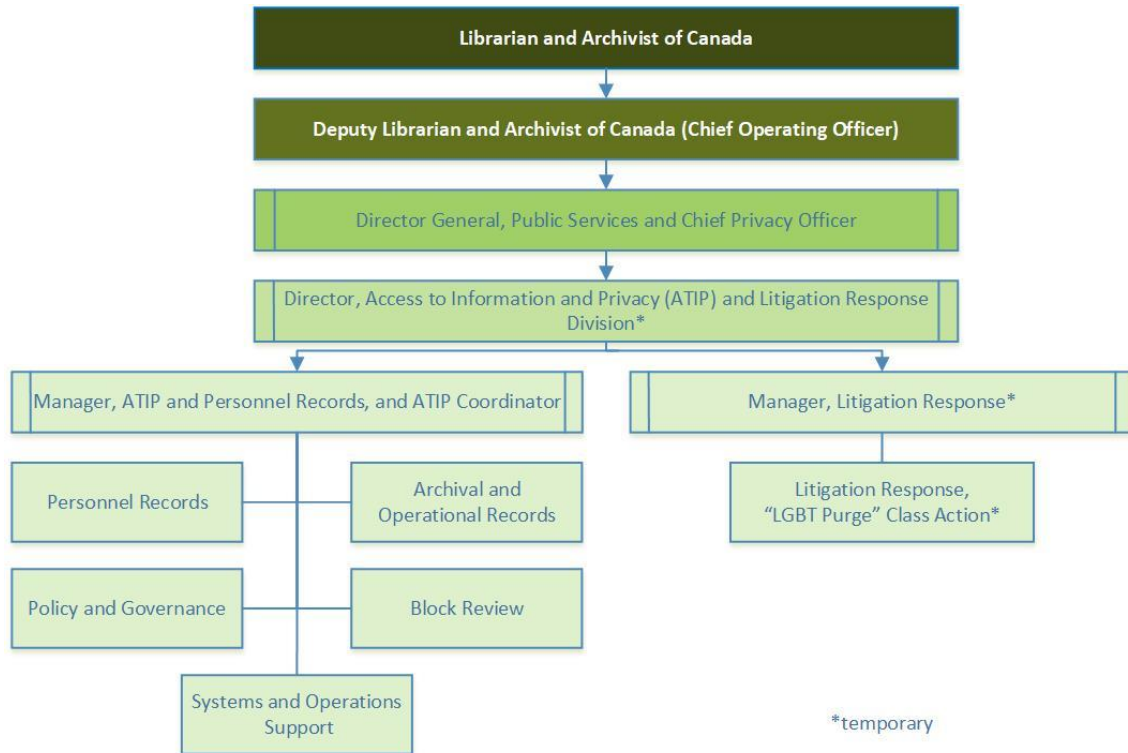 Librarian and Archivist of Canada
Deputy Librarian and Archivist of Canada (Chief Operating Officer)
Director General, Public Services and Chief Privacy Officer
Director, Access to Information and Privacy (ATIP) and Litigation Response
Division*
Manager, ATIP and Personnel Records, and ATIP Coordinator
Manager, Litigation Response*
Personnel Records
Archival and
Operational Records
Litigation Response,
“LGBT Purge” Class Action*
Policy and Governance
Block Review
Systems and Operations
Support
*temporary